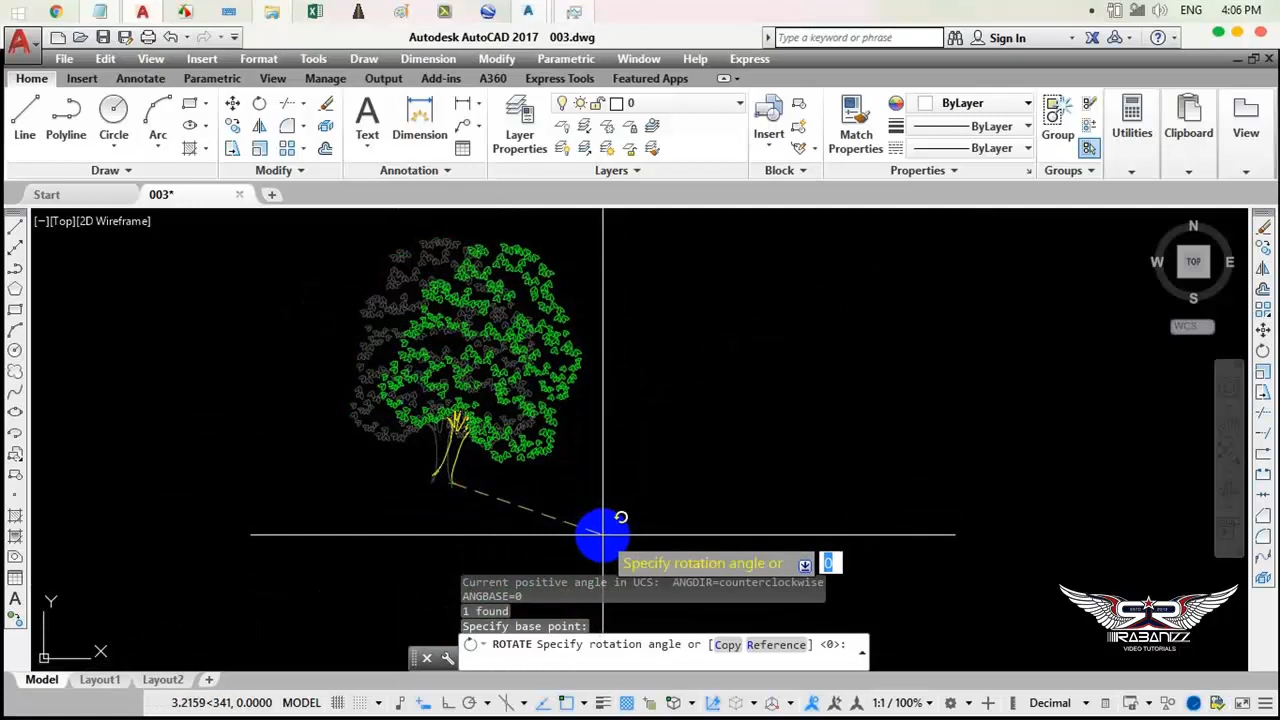 ENG
4:06 PM
Autodesk AutoCAD 2017 003.dwg
Type a keyword or phrase
Sign In
File Edit View Insert Format Tools Draw Dimension Modify Parametric Window Help Express
Home Insert Annotate Parametric View Manage Output Add-ins A360 Express Tools Featured Apps
Line Polyline Circle Arc
Text Dimension
Layer Properties
0
Insert
Match Properties
ByLayer
ByLayer
ByLayer
Group
Utilities
Clipboard
View
Draw Modify Annotation Layers Block Properties Groups
Start
003*
[−][Top][2D Wireframe]
N
W TOP E
S
WCS
Specify rotation angle or
0
Current positive angle in UCS: ANGDIR=counterclockwise
ANGBASE=0
1 found
Specify base point:
ROTATE Specify rotation angle or [Copy Reference] <0>:
Y
X
RABANIZZ
VIDEO TUTORIALS
Model Layout1 Layout2
3.2159<341, 0.0000 MODEL
1:1 / 100%
Decimal